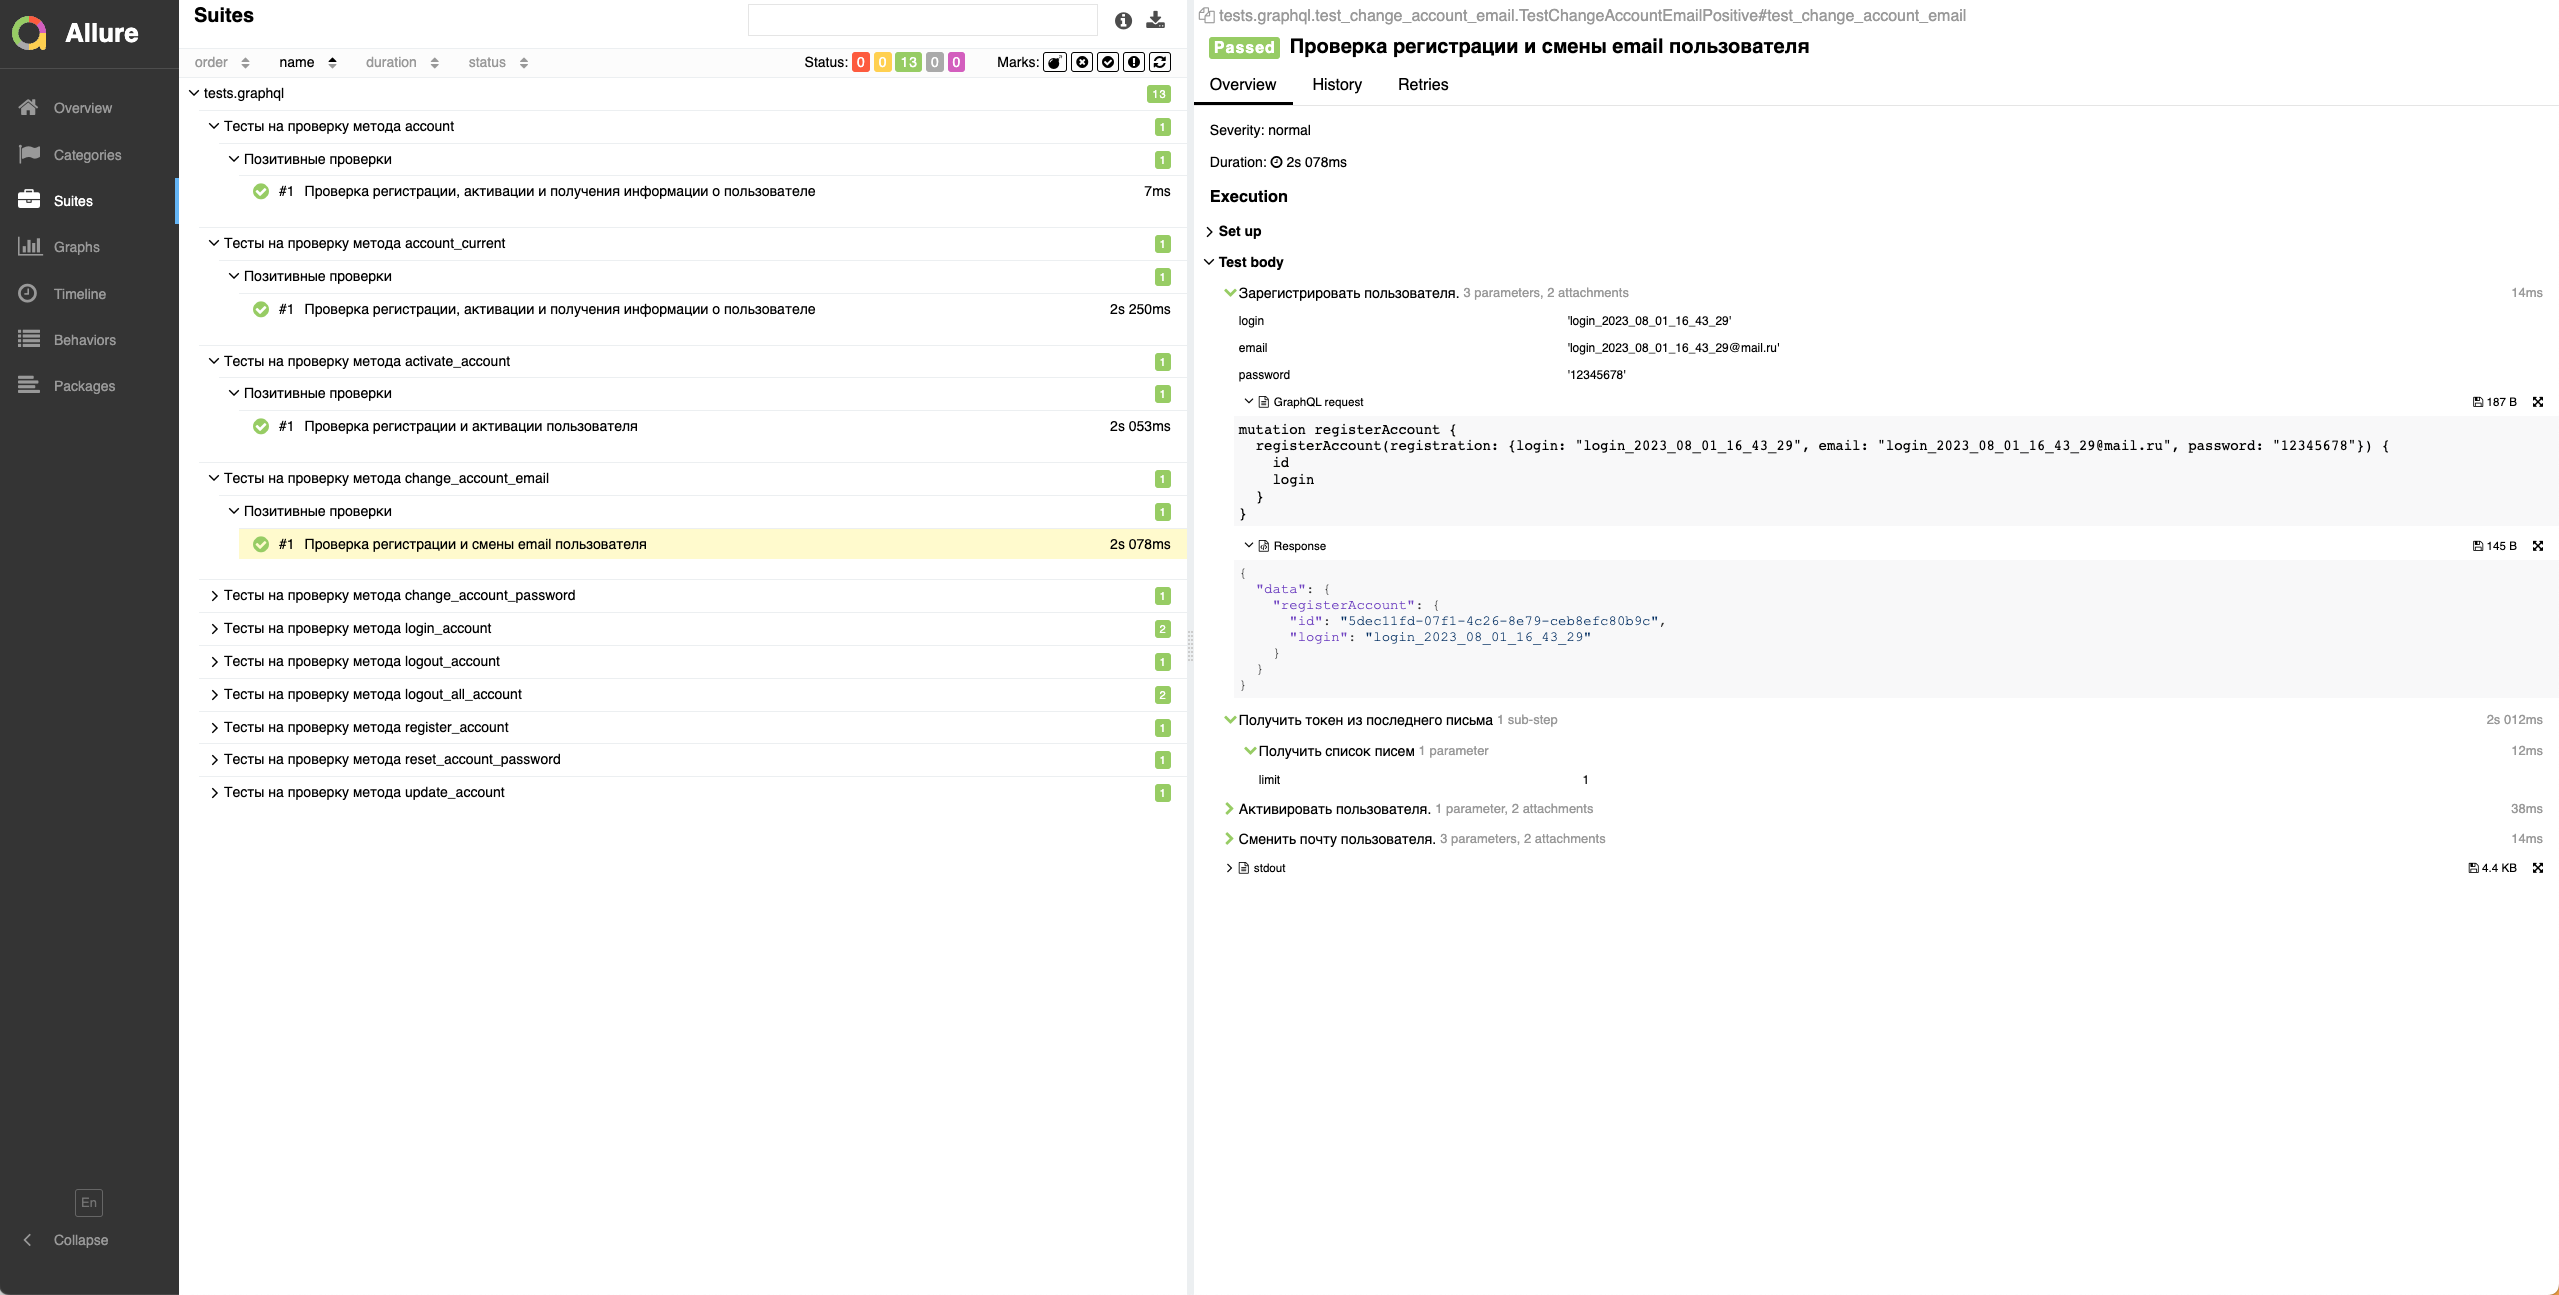 Allure
Overview
Categories
Suites
Graphs
Timeline
Behaviors
Packages
En
Collapse
Suites
order name duration status Status: 0 0 13 0 0 Marks:
tests.graphql 13
Тесты на проверку метода account 1
Позитивные проверки 1
#1 Проверка регистрации, активации и получения информации о пользователе 7ms
Тесты на проверку метода account_current 1
Позитивные проверки 1
#1 Проверка регистрации, активации и получения информации о пользователе 2s 250ms
Тесты на проверку метода activate_account 1
Позитивные проверки 1
#1 Проверка регистрации и активации пользователя 2s 053ms
Тесты на проверку метода change_account_email 1
Позитивные проверки 1
#1 Проверка регистрации и смены email пользователя 2s 078ms
Тесты на проверку метода change_account_password 1
Тесты на проверку метода login_account 2
Тесты на проверку метода logout_account 1
Тесты на проверку метода logout_all_account 2
Тесты на проверку метода register_account 1
Тесты на проверку метода reset_account_password 1
Тесты на проверку метода update_account 1
tests.graphql.test_change_account_email.TestChangeAccountEmailPositive#test_change_account_email
Passed Проверка регистрации и смены email пользователя
Overview History Retries
Severity: normal
Duration: 2s 078ms
Execution
Set up
Test body
Зарегистрировать пользователя. 3 parameters, 2 attachments 14ms
login 'login_2023_08_01_16_43_29'
email 'login_2023_08_01_16_43_29@mail.ru'
password '12345678'
GraphQL request 187 B
mutation registerAccount {
registerAccount(registration: {login: "login_2023_08_01_16_43_29", email: "login_2023_08_01_16_43_29@mail.ru", password: "12345678"}) {
id
login
}
}
Response 145 B
{
"data": {
"registerAccount": {
"id": "5dec11fd-07f1-4c26-8e79-ceb8efc80b9c",
"login": "login_2023_08_01_16_43_29"
}
}
}
Получить токен из последнего письма 1 sub-step 2s 012ms
Получить список писем 1 parameter 12ms
limit 1
Активировать пользователя. 1 parameter, 2 attachments 38ms
Сменить почту пользователя. 3 parameters, 2 attachments 14ms
stdout 4.4 KB